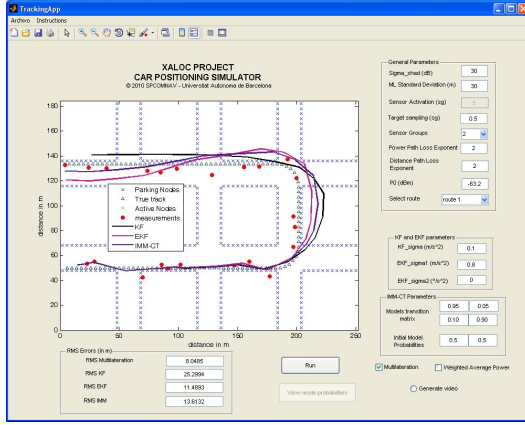 TrackingApp
Archivo Instructions
XALOC PROJECT
CAR POSITIONING SIMULATOR
© 2010 SPCOMNAV - Universitat Autonoma de Barcelona
180
160
140
120
100
80
60
40
20
0
0 50 100 150 200 250
distance in m
distance in m
Parking Nodes
True track
Active Nodes
measurements
KF
EKF
IMM-CT
General Parameters
Sigma_shad (dB) 30
ML Standard Deviation (m) 30
Sensor Activation (sg) 5
Target sampling (sg) 0.5
Sensor Groups 2
Power Path Loss Exponent 2
Distance Path Loss
Exponent 2
P0 (dBm) -63.2
Select route route 1
KF and EKF parameters
KF_sigma (m/s^2) 0.1
EKF_sigma1 (m/s^2) 0.8
EKF_sigma2 (º/s^2) 0
IMM-CT Parameters
Models transition
matrix
0.95 0.05
0.10 0.90
Initial Model
Probabilities
0.5 0.5
RMS Errors (in m)
RMS Multilateration 8.0485
RMS KF 25.2994
RMS EKF 11.4893
RMS IMM 13.6132
Run
View mode probabilities
Multilateration Weighted Average Power
Generate video